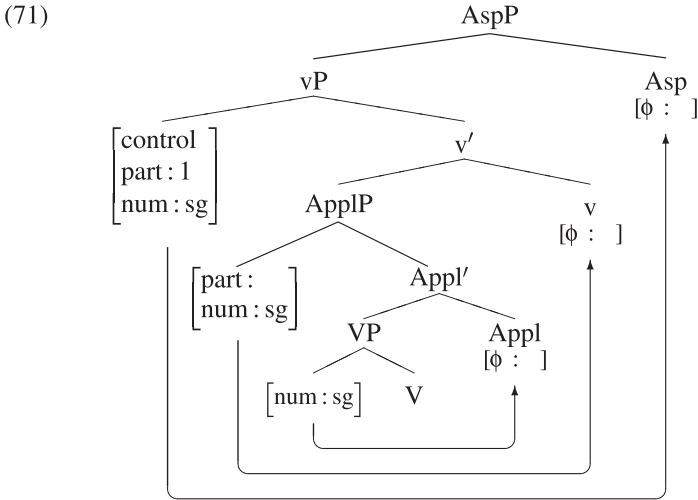 (71)
AspP
vP
Asp
[ϕ : ]
control
part : 1
num : sg
v′
ApplP
v
[ϕ : ]
part :
num : sg
Appl′
VP
Appl
[ϕ : ]
[num : sg]
V